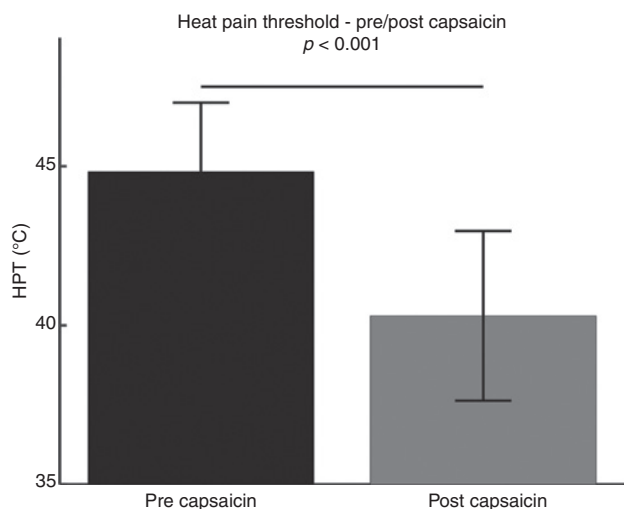 Heat pain threshold - pre/post capsaicin
p < 0.001
45
40
35
HPT (°C)
Pre capsaicin
Post capsaicin